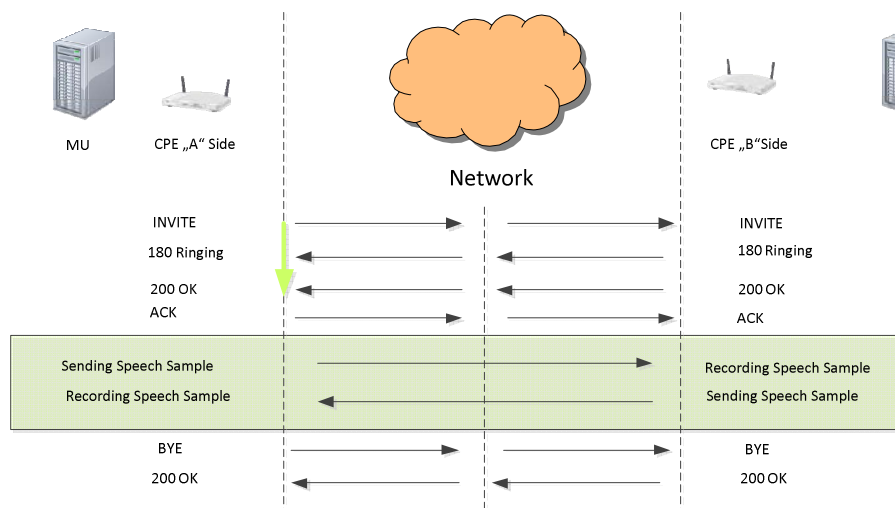 MU
CPE „A“ Side
CPE „B“Side
Network
INVITE
INVITE
180 Ringing
180 Ringing
200 OK
200 OK
ACK
ACK
Sending Speech Sample
Recording Speech Sample
Recording Speech Sample
Sending Speech Sample
BYE
BYE
200 OK
200 OK